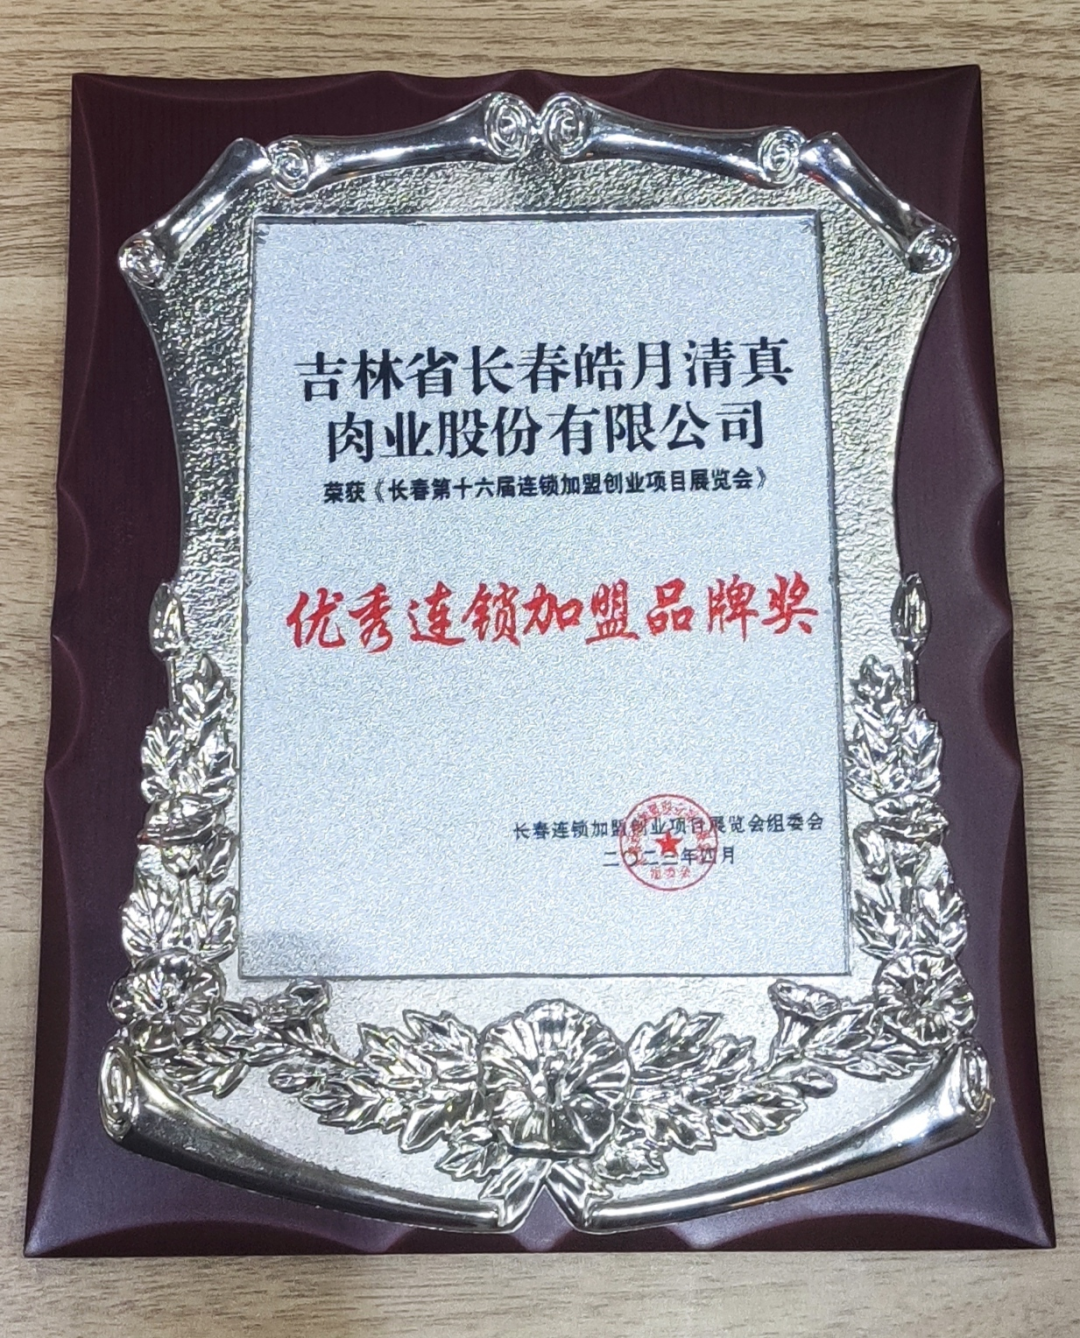 吉林省长春皓月清真
肉业股份有限公司
荣获《长春第十六届连锁加盟创业项目展览会》
优秀连锁加盟品牌奖
长春连锁加盟创业项目展览会组委会
二〇二三年四月
组委会